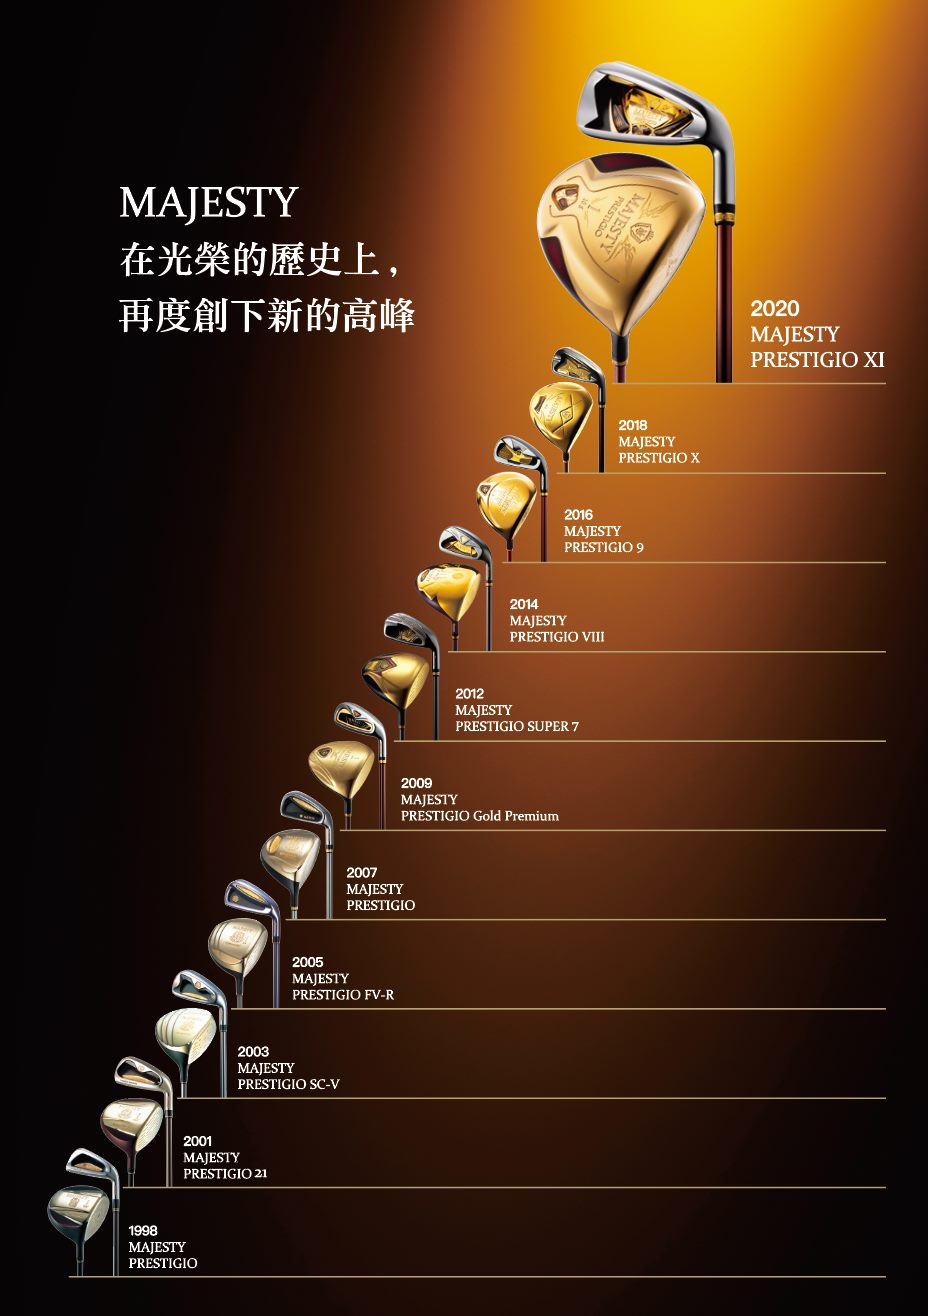 MAJESTY
在光榮的歷史上,
再度創下新的高峰
2020
MAJESTY
PRESTIGIO XI
2018
MAJESTY
PRESTIGIO X
2016
MAJESTY
PRESTIGIO 9
2014
MAJESTY
PRESTIGIO VIII
2012
MAJESTY
PRESTIGIO SUPER 7
2009
MAJESTY
PRESTIGIO Gold Premium
2007
MAJESTY
PRESTIGIO
2005
MAJESTY
PRESTIGIO FV-R
2003
MAJESTY
PRESTIGIO SC-V
2001
MAJESTY
PRESTIGIO 21
1998
MAJESTY
PRESTIGIO
MAJESTY
PRESTIGIO